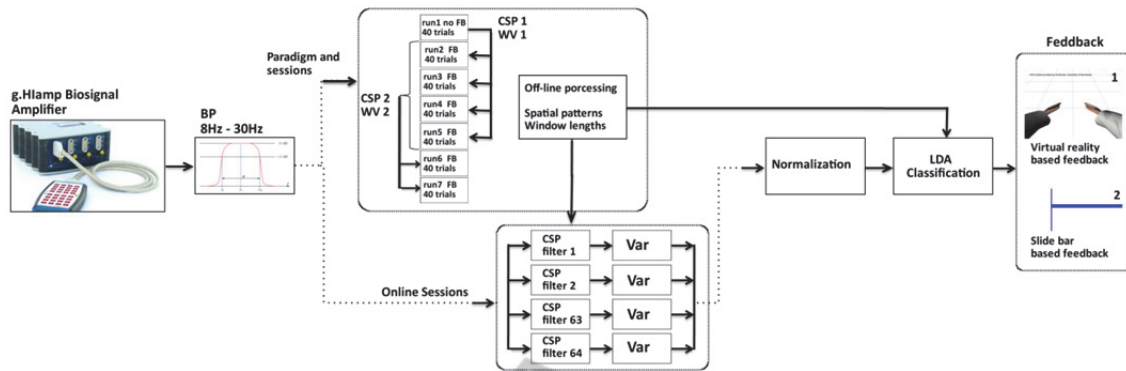 g.HIamp Biosignal
Amplifier
BP
8Hz - 30Hz
Paradigm and
sessions
run1 no FB
40 trials
run2 FB
40 trials
run3 FB
40 trials
run4 FB
40 trials
run5 FB
40 trials
run6 FB
40 trials
run7 FB
40 trials
CSP 1
WV 1
CSP 2
WV 2
Off-line porcessing
Spatial patterns
Window lengths
Online Sessions
CSP
filter 1
Var
CSP
filter 2
Var
CSP
filter 63
Var
CSP
filter 64
Var
Normalization
LDA
Classification
Feddback
1
Virtual reality
based feedback
2
Slide bar
based feedback